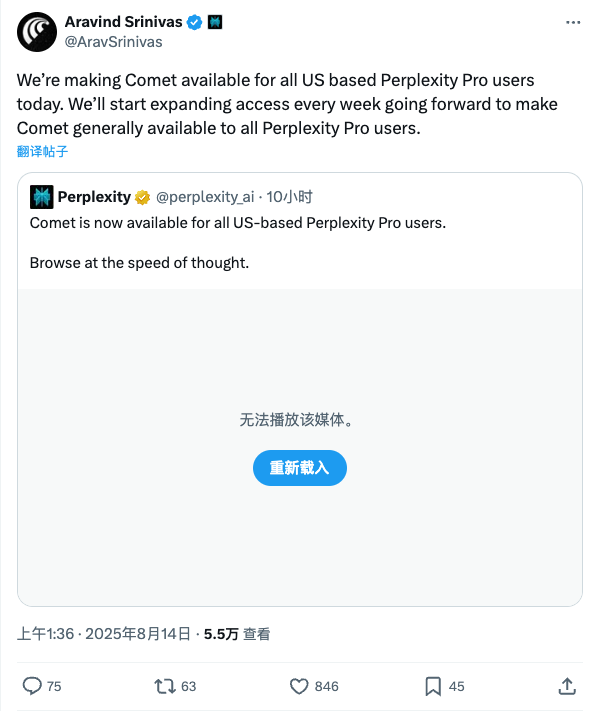 Aravind Srinivas
@AravSrinivas
We’re making Comet available for all US based Perplexity Pro users
today. We’ll start expanding access every week going forward to make
Comet generally available to all Perplexity Pro users.
翻译帖子
Perplexity @perplexity_ai · 10小时
Comet is now available for all US-based Perplexity Pro users.
Browse at the speed of thought.
无法播放该媒体。
重新载入
上午1:36 · 2025年8月14日 · 5.5万 查看
75 63 846 45